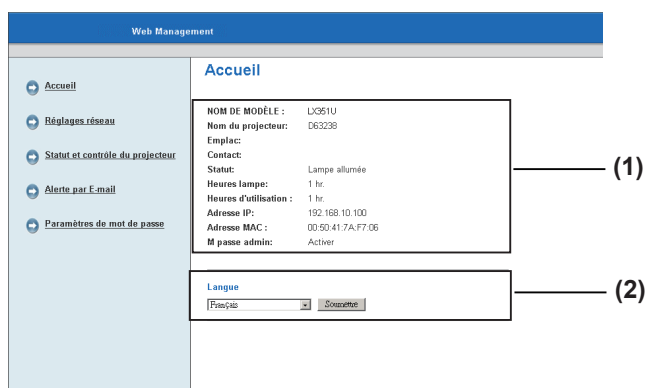 Web Management
Accueil
Réglages réseau
Statut et contrôle du projecteur
Alerte par E-mail
Paramètres de mot de passe
Accueil
NOM DE MODÈLE : LX351U
Nom du projecteur: D63238
Emplac:
Contact:
Statut: Lampe allumée
Heures lampe: 1 hr.
Heures d'utilisation : 1 hr.
Adresse IP: 192.168.10.100
Adresse MAC : 00:50:41:7A:F7:06
M passe admin: Activer
(1)
Langue
Français Soumettre
(2)